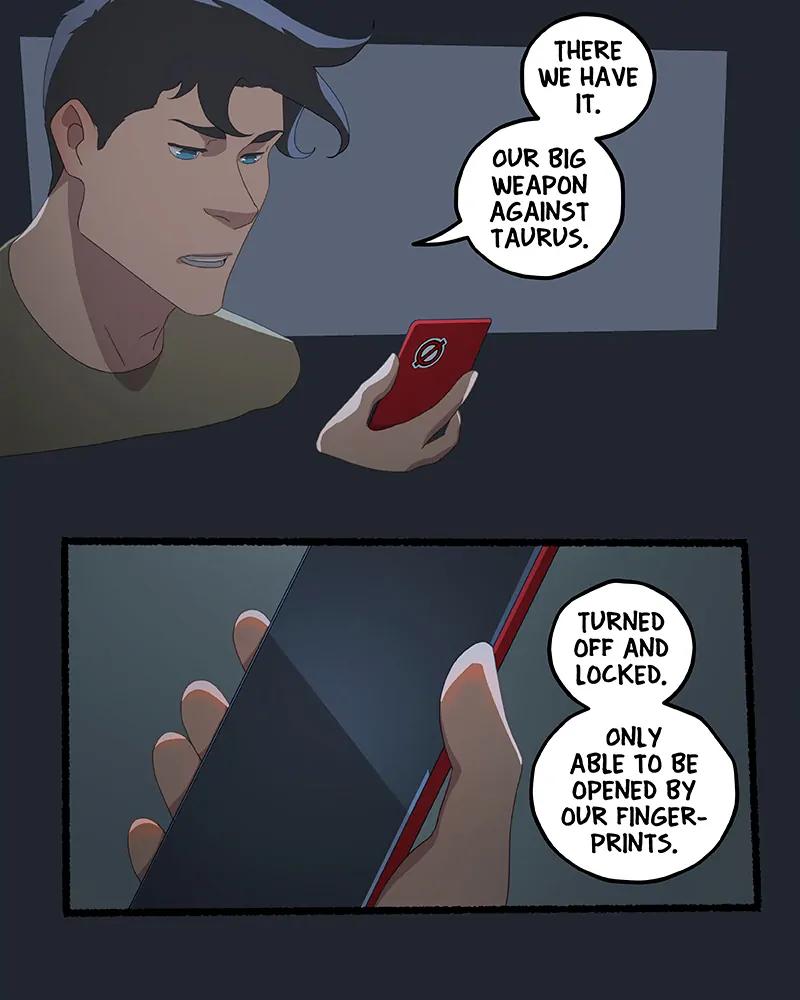 THERE
WE HAVE
IT.
OUR BIG
WEAPON
AGAINST
TAURUS.
TURNED
OFF AND
LOCKED.
ONLY
ABLE TO BE
OPENED BY
OUR FINGER-
PRINTS.